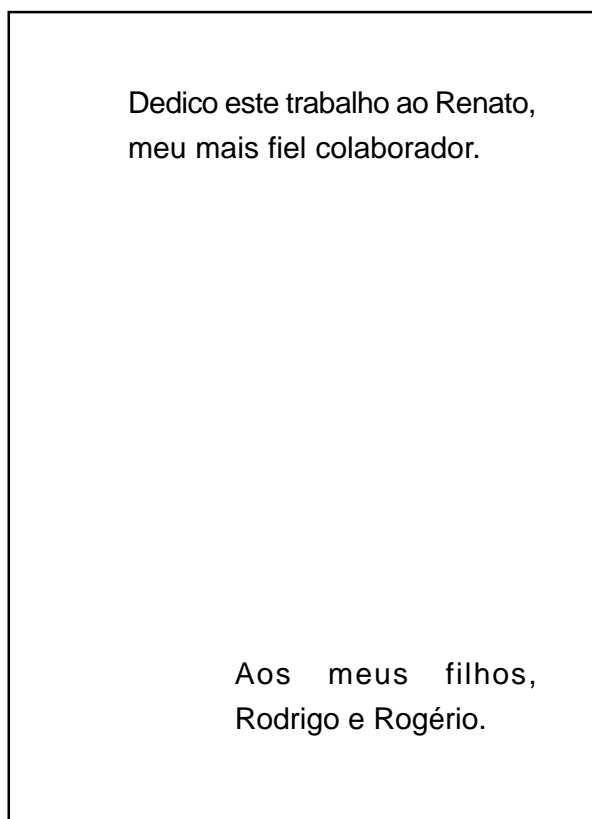 Dedico este trabalho ao Renato,
meu mais fiel colaborador.
Aos meus filhos,
Rodrigo e Rogério.